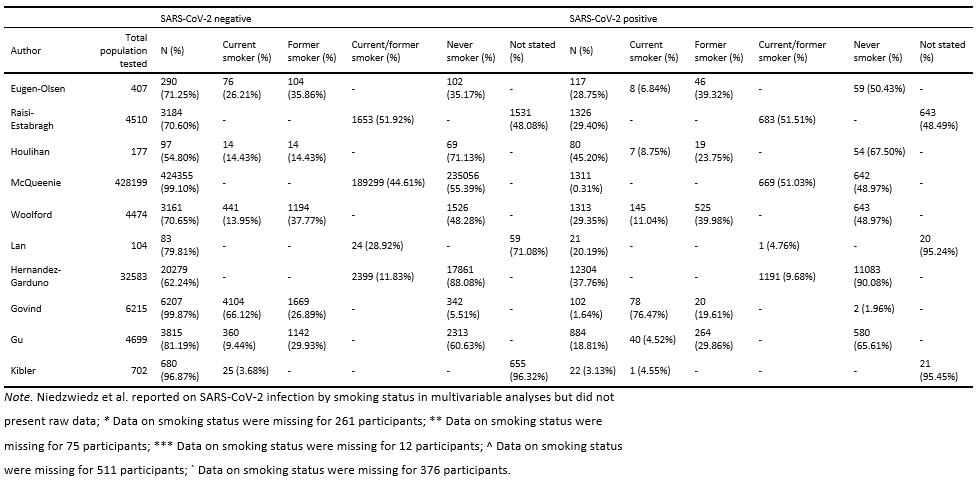 SARS-CoV-2 negative SARS-CoV-2 positive
Author Total population tested N (%) Current smoker (%) Former smoker (%) Current/former smoker (%) Never smoker (%) Not stated (%) N (%) Current smoker (%) Former smoker (%) Current/former smoker (%) Never smoker (%) Not stated (%)
Eugen-Olsen 407 290 (71.25%) 76 (26.21%) 104 (35.86%) - 102 (35.17%) - 117 (28.75%) 8 (6.84%) 46 (39.32%) - 59 (50.43%) -
Raisi-Estabragh 4510 3184 (70.60%) - - 1653 (51.92%) - 1531 (48.08%) 1326 (29.40%) - - 683 (51.51%) - 643 (48.49%)
Houlihan 177 97 (54.80%) 14 (14.43%) 14 (14.43%) - 69 (71.13%) - 80 (45.20%) 7 (8.75%) 19 (23.75%) - 54 (67.50%) -
McQueenie 428199 424355 (99.10%) - - 189299 (44.61%) 235056 (55.39%) - 1311 (0.31%) - - 669 (51.03%) 642 (48.97%) -
Woolford 4474 3161 (70.65%) 441 (13.95%) 1194 (37.77%) - 1526 (48.28%) - 1313 (29.35%) 145 (11.04%) 525 (39.98%) - 643 (48.97%) -
Lan 104 83 (79.81%) - - 24 (28.92%) - 59 (71.08%) 21 (20.19%) - - 1 (4.76%) - 20 (95.24%)
Hernandez-Garduno 32583 20279 (62.24%) - - 2399 (11.83%) 17861 (88.08%) - 12304 (37.76%) - - 1191 (9.68%) 11083 (90.08%) -
Govind 6215 6207 (99.87%) 4104 (66.12%) 1669 (26.89%) - 342 (5.51%) - 102 (1.64%) 78 (76.47%) 20 (19.61%) - 2 (1.96%) -
Gu 4699 3815 (81.19%) 360 (9.44%) 1142 (29.93%) - 2313 (60.63%) - 884 (18.81%) 40 (4.52%) 264 (29.86%) - 580 (65.61%) -
Kibler 702 680 (96.87%) 25 (3.68%) - - - 655 (96.32%) 22 (3.13%) 1 (4.55%) - - - 21 (95.45%)
Note. Niedzwiedz et al. reported on SARS-CoV-2 infection by smoking status in multivariable analyses but did not
present raw data; * Data on smoking status were missing for 261 participants; ** Data on smoking status were
missing for 75 participants; *** Data on smoking status were missing for 12 participants; ^ Data on smoking status
were missing for 511 participants; ` Data on smoking status were missing for 376 participants.